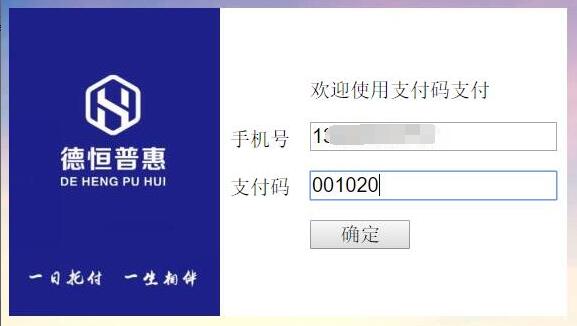 德恒普惠
DE HENG PU HUI
一日托付 一生相伴
欢迎使用支付码支付
手机号 13
支付码 001020
确定